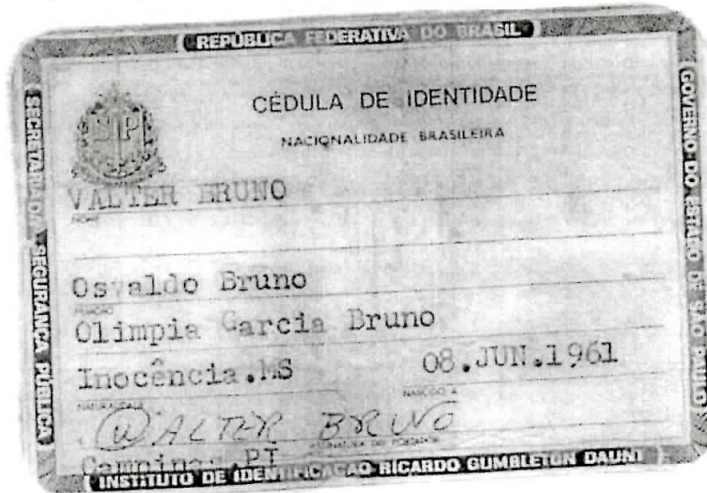 REPÚBLICA FEDERATIVA DO BRASIL
SECRETARIA DA SEGURANÇA PÚBLICA
GOVERNO DO ESTADO DE SÃO PAULO
CÉDULA DE IDENTIDADE
NACIONALIDADE BRASILEIRA
VALTER BRUNO
NOME
Osvaldo Bruno
FILIAÇÃO
Olimpia Garcia Bruno
Inocência.MS 08.JUN.1961
NATURALIDADE NASCIDO A
WALTER BRUNO
ASSINATURA DO PORTADOR
INSTITUTO DE IDENTIFICAÇÃO RICARDO GUMBLETON DAUNT